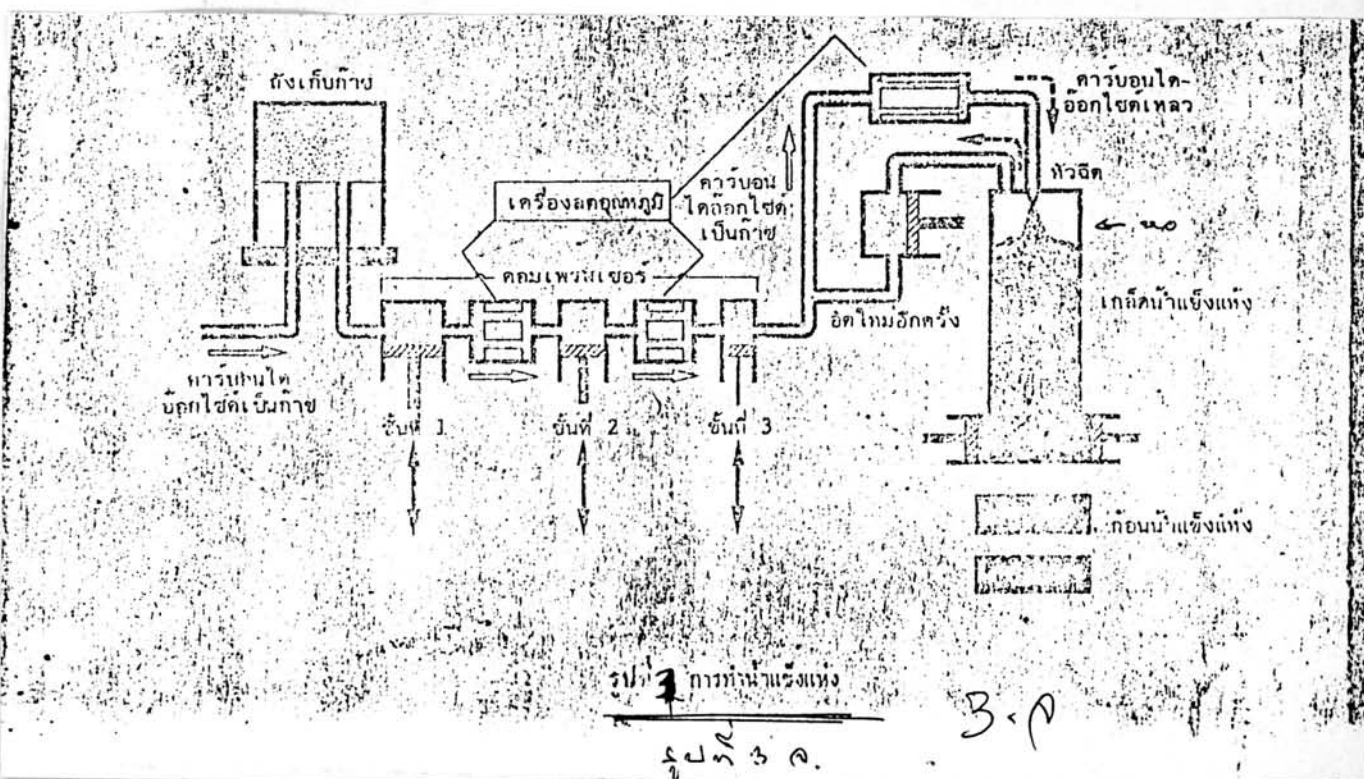 ถังเก็บก๊าซ
คาร์บอนได-
อ๊อกไซด์เหลว
หัวฉีด
เครื่องลดอุณหภูมิ
คาร์บอน
ไดอ๊อกไซด์
เป็นก๊าซ
คอมเพรสเซอร์
เกล็ดน้ำแข็งแห้ง
อัดใหม่อีกครั้ง
คาร์บอนได
อ๊อกไซด์เป็นก๊าซ
ขั้นที่ 1
ขั้นที่ 2
ขั้นที่ 3
ก้อนน้ำแข็งแห้ง
รูปที่ 3 การทำน้ำแข็งแห้ง
รูปที่ 3